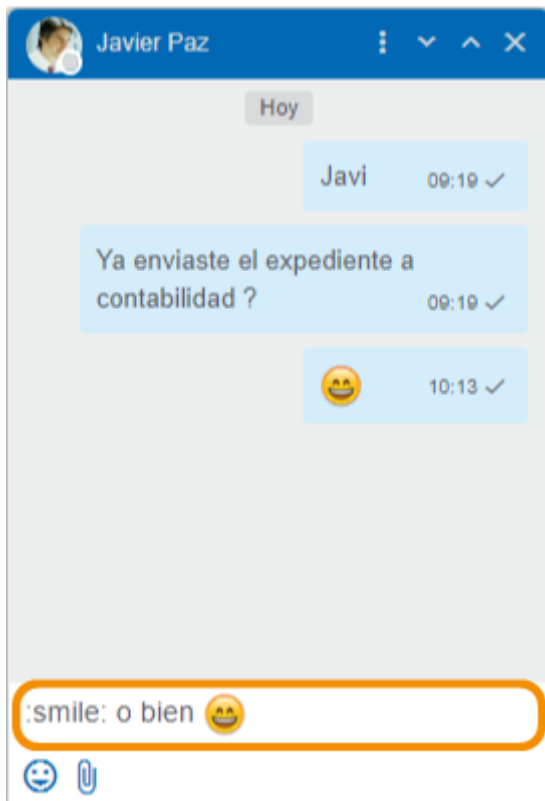 Javier Paz
Hoy
Javi 09:19
Ya enviaste el expediente a
contabilidad ? 09:19
😄 10:13
:smile: o bien 😄